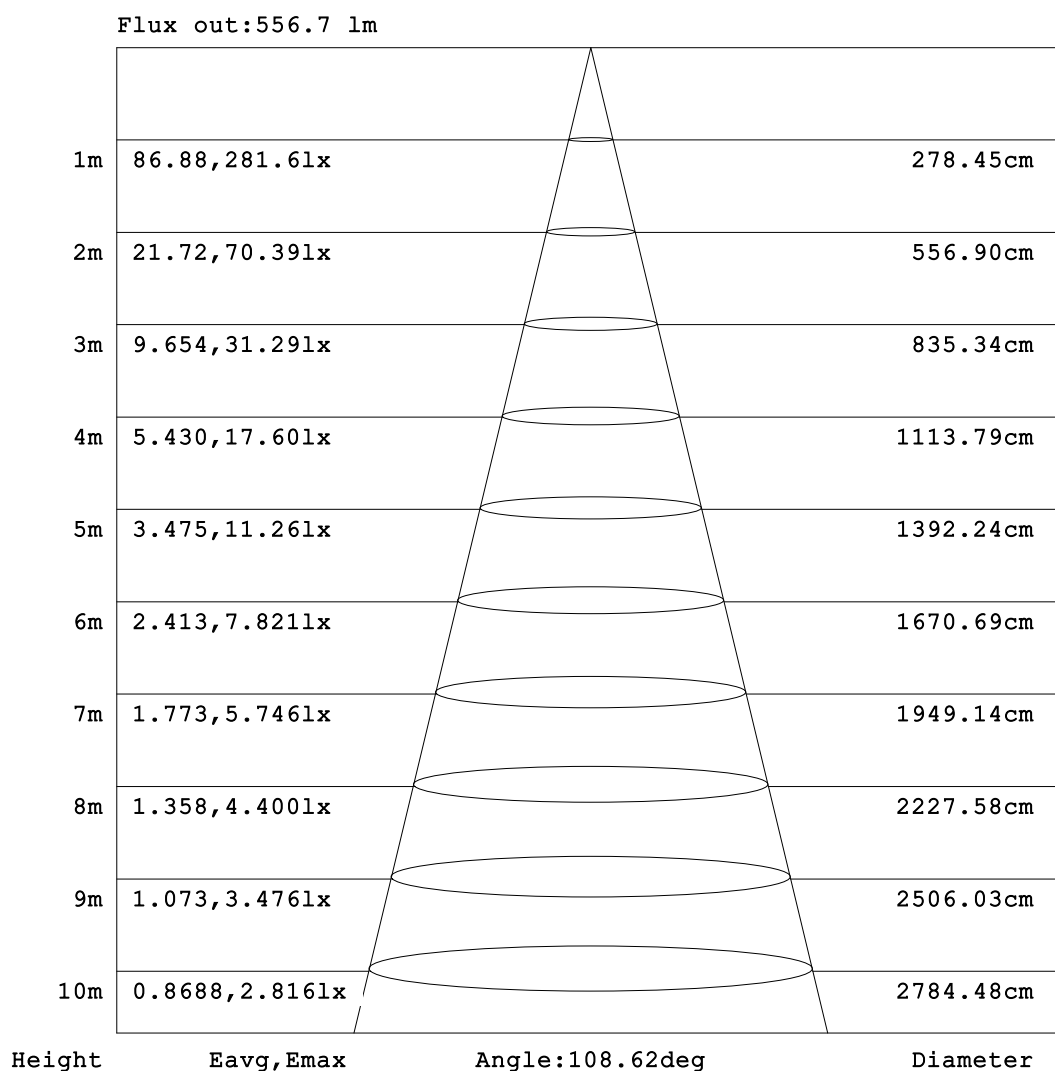 Flux out:556.7 lm
1m 86.88,281.6lx 278.45cm
2m 21.72,70.39lx 556.90cm
3m 9.654,31.29lx 835.34cm
4m 5.430,17.60lx 1113.79cm
5m 3.475,11.26lx 1392.24cm
6m 2.413,7.821lx 1670.69cm
7m 1.773,5.746lx 1949.14cm
8m 1.358,4.400lx 2227.58cm
9m 1.073,3.476lx 2506.03cm
10m 0.8688,2.816lx 2784.48cm
Height Eavg,Emax Angle:108.62deg Diameter